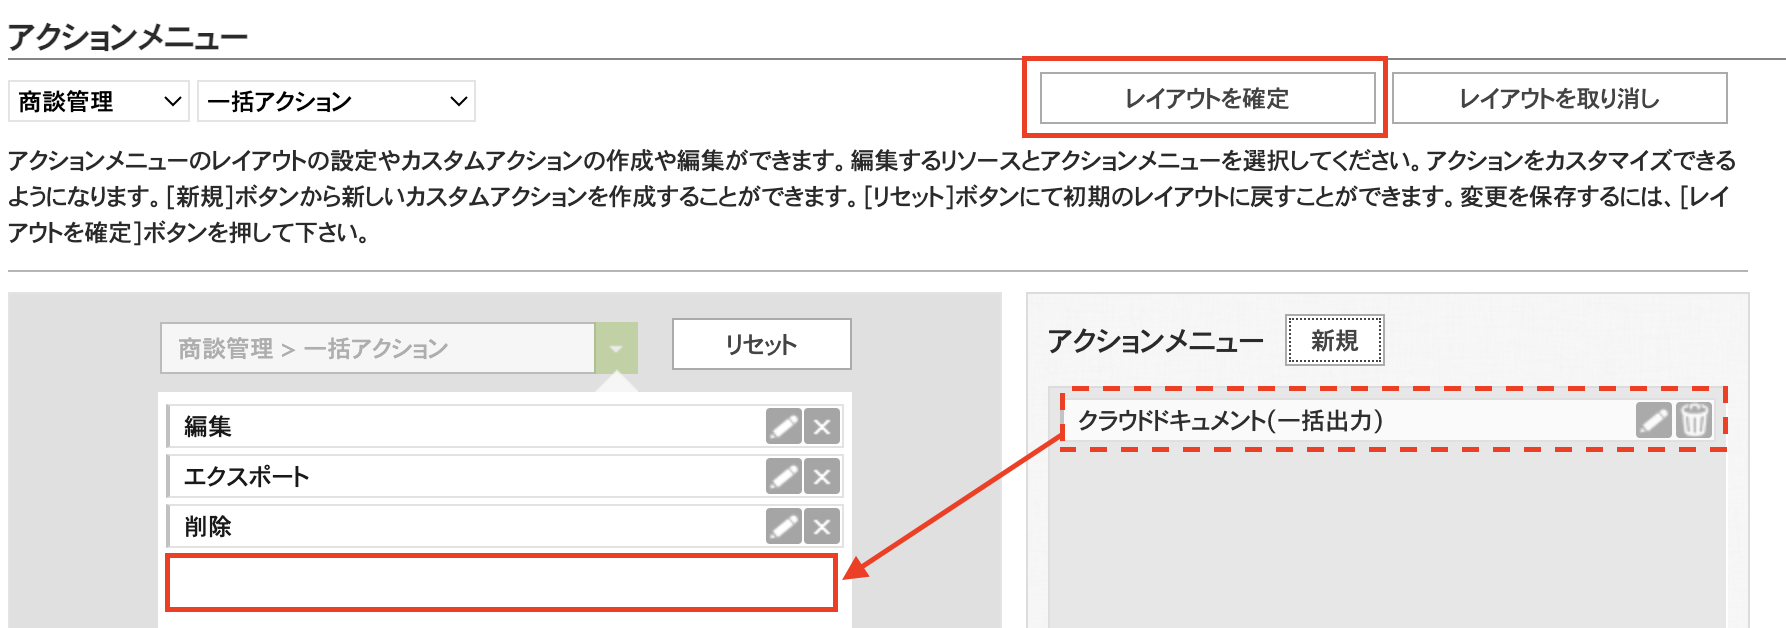 アクションメニュー
商談管理 一括アクション レイアウトを確定 レイアウトを取り消し
アクションメニューのレイアウトの設定やカスタムアクションの作成や編集ができます。編集するリソースとアクションメニューを選択してください。アクションをカスタマイズできる
ようになります。[新規]ボタンから新しいカスタムアクションを作成することができます。[リセット]ボタンにて初期のレイアウトに戻すことができます。変更を保存するには、[レイ
アウトを確定]ボタンを押して下さい。
商談管理 > 一括アクション リセット
編集
エクスポート
削除
アクションメニュー 新規
クラウドドキュメント(一括出力)